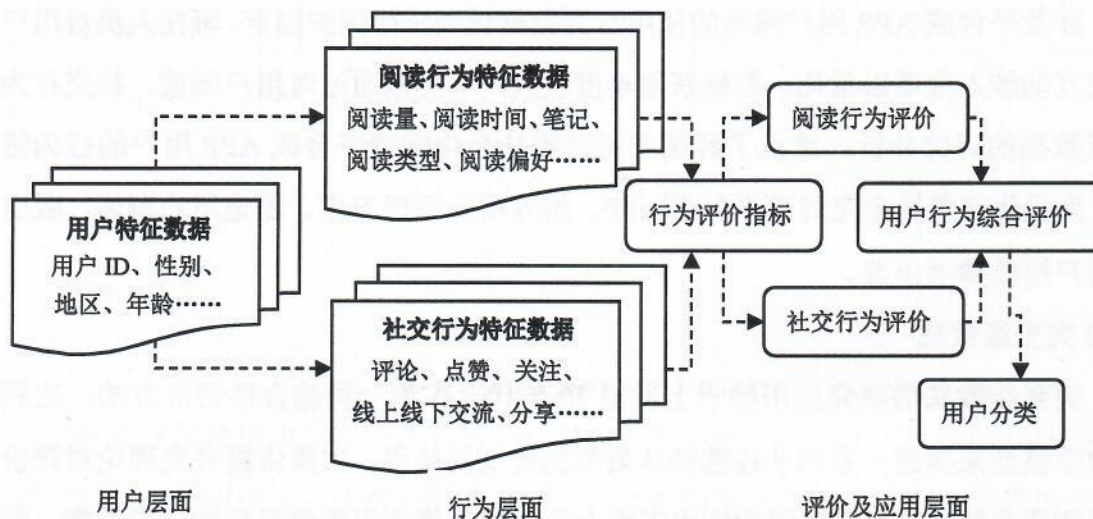 阅读行为特征数据
阅读量、阅读时间、笔记、
阅读类型、阅读偏好……
用户特征数据
用户 ID、性别、
地区、年龄……
社交行为特征数据
评论、点赞、关注、
线上线下交流、分享……
行为评价指标
阅读行为评价
用户行为综合评价
社交行为评价
用户分类
用户层面
行为层面
评价及应用层面